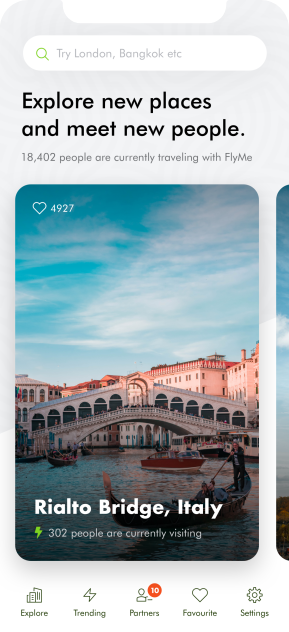 Try London, Bangkok etc
Explore new places
and meet new people.
18,402 people are currently traveling with FlyMe
4927
Rialto Bridge, Italy
302 people are currently visiting
10
Explore
Trending
Partners
Favourite
Settings